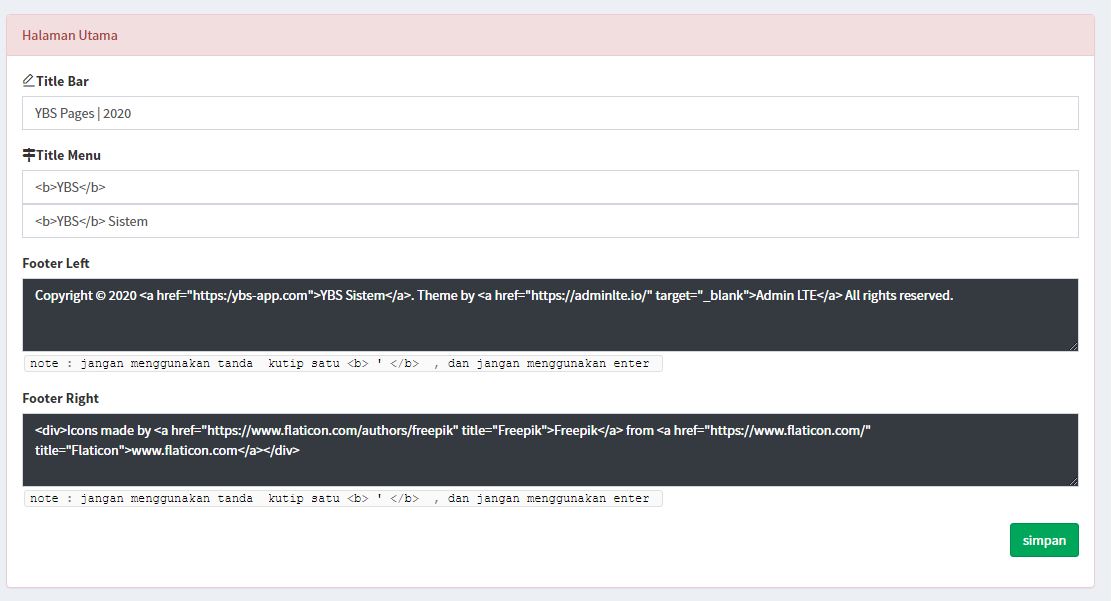 Halaman Utama
Title Bar
YBS Pages | 2020
Title Menu
<b>YBS</b>
<b>YBS</b> Sistem
Footer Left
Copyright © 2020 <a href="https:/ybs-app.com">YBS Sistem</a>. Theme by <a href="https://adminlte.io/" target="_blank">Admin LTE</a> All rights reserved.
note : jangan menggunakan tanda  kutip satu <b> ' </b>  , dan jangan menggunakan enter
Footer Right
<div>Icons made by <a href="https://www.flaticon.com/authors/freepik" title="Freepik">Freepik</a> from <a href="https://www.flaticon.com/"
title="Flaticon">www.flaticon.com</a></div>
note : jangan menggunakan tanda  kutip satu <b> ' </b>  , dan jangan menggunakan enter
simpan